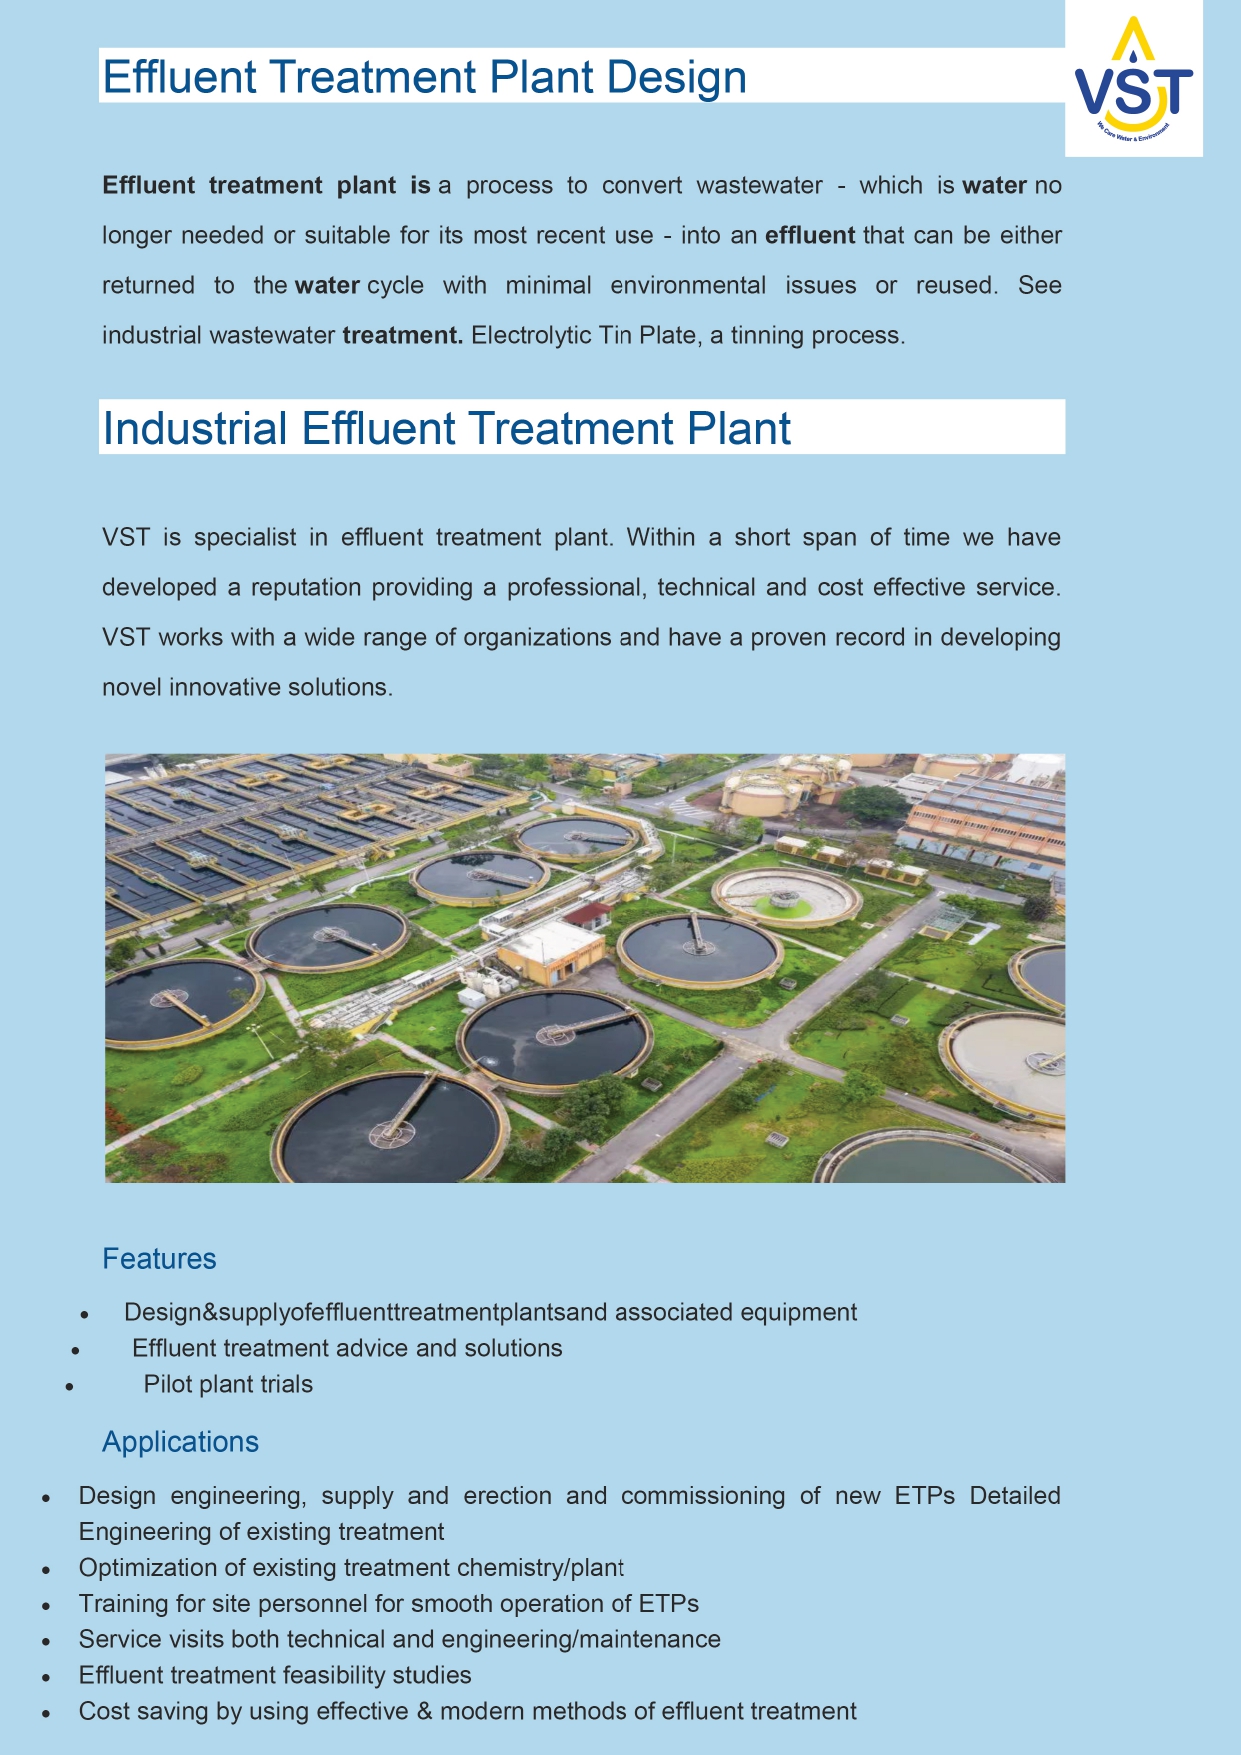 Effluent Treatment Plant Design
VST
We Care Water & Environment
Effluent treatment plant is a process to convert wastewater - which is water no
longer needed or suitable for its most recent use - into an effluent that can be either
returned to the water cycle with minimal environmental issues or reused. See
industrial wastewater treatment. Electrolytic Tin Plate, a tinning process.
Industrial Effluent Treatment Plant
VST is specialist in effluent treatment plant. Within a short span of time we have
developed a reputation providing a professional, technical and cost effective service.
VST works with a wide range of organizations and have a proven record in developing
novel innovative solutions.
Features
• Design&supplyofeffluenttreatmentplantsand associated equipment
• Effluent treatment advice and solutions
• Pilot plant trials
Applications
• Design engineering, supply and erection and commissioning of new ETPs Detailed
Engineering of existing treatment
• Optimization of existing treatment chemistry/plant
• Training for site personnel for smooth operation of ETPs
• Service visits both technical and engineering/maintenance
• Effluent treatment feasibility studies
• Cost saving by using effective & modern methods of effluent treatment